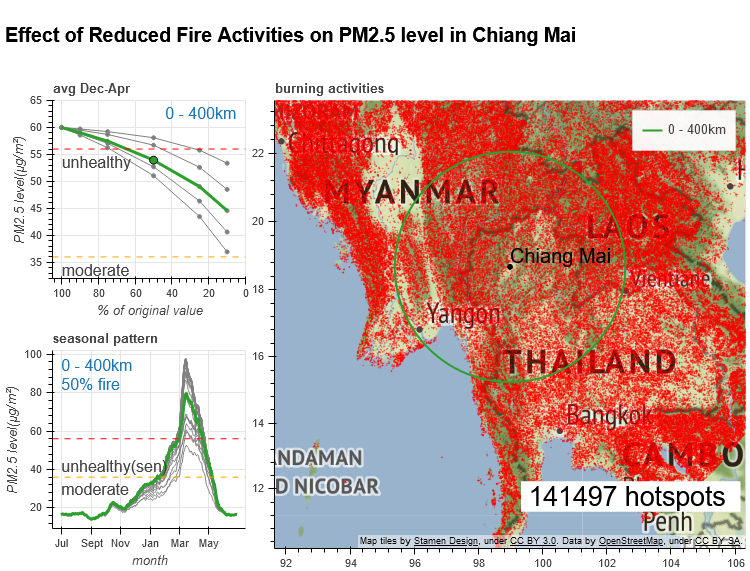 Effect of Reduced Fire Activities on PM2.5 level in Chiang Mai
avg Dec-Apr
65
60
55
50
45
40
35
PM2.5 level(µg/m³)
0 - 400km
unhealthy
moderate
100
80
60
40
20
0
% of original value
seasonal pattern
100
80
60
40
20
PM2.5 level(µg/m³)
0 - 400km
50% fire
unhealthy(sen)
moderate
Jul
Sept
Nov
Jan
Mar
May
month
burning activities
22
20
18
16
14
12
0 - 400km
Chittagong
MYANMAR
LAOS
Chiang Mai
Vientiane
Yangon
THAILAND
Bangkok
CAMBO
NDAMAN
D NICOBAR
141497 hotspots
Penh
Map tiles by Stamen Design, under CC BY 3.0. Data by OpenStreetMap, under CC BY SA.
92
94
96
98
100
102
104
106